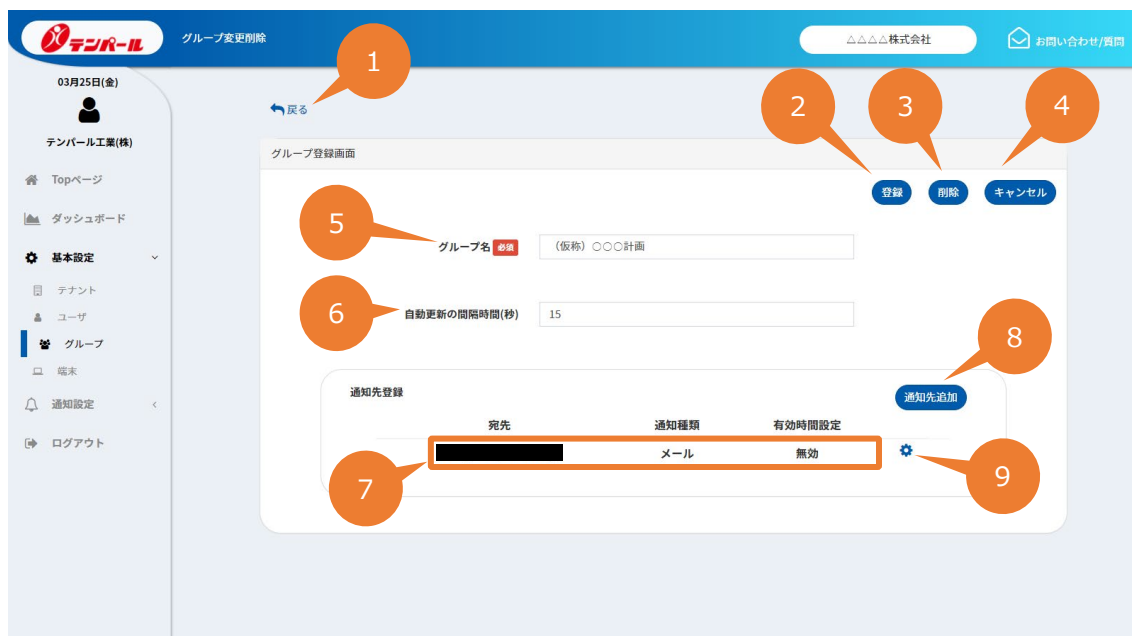 テンパール
グループ変更削除
△△△△株式会社
お問い合わせ/質問
03月25日(金)
テンパール工業(株)
Topページ
ダッシュボード
基本設定
テナント
ユーザ
グループ
端末
通知設定
ログアウト
1
戻る
2
3
4
グループ登録画面
登録
削除
キャンセル
5
グループ名 必須
(仮称)○○○計画
6
自動更新の間隔時間(秒)
15
8
通知先登録
通知先追加
宛先 通知種類 有効時間設定
メール 無効
7
9